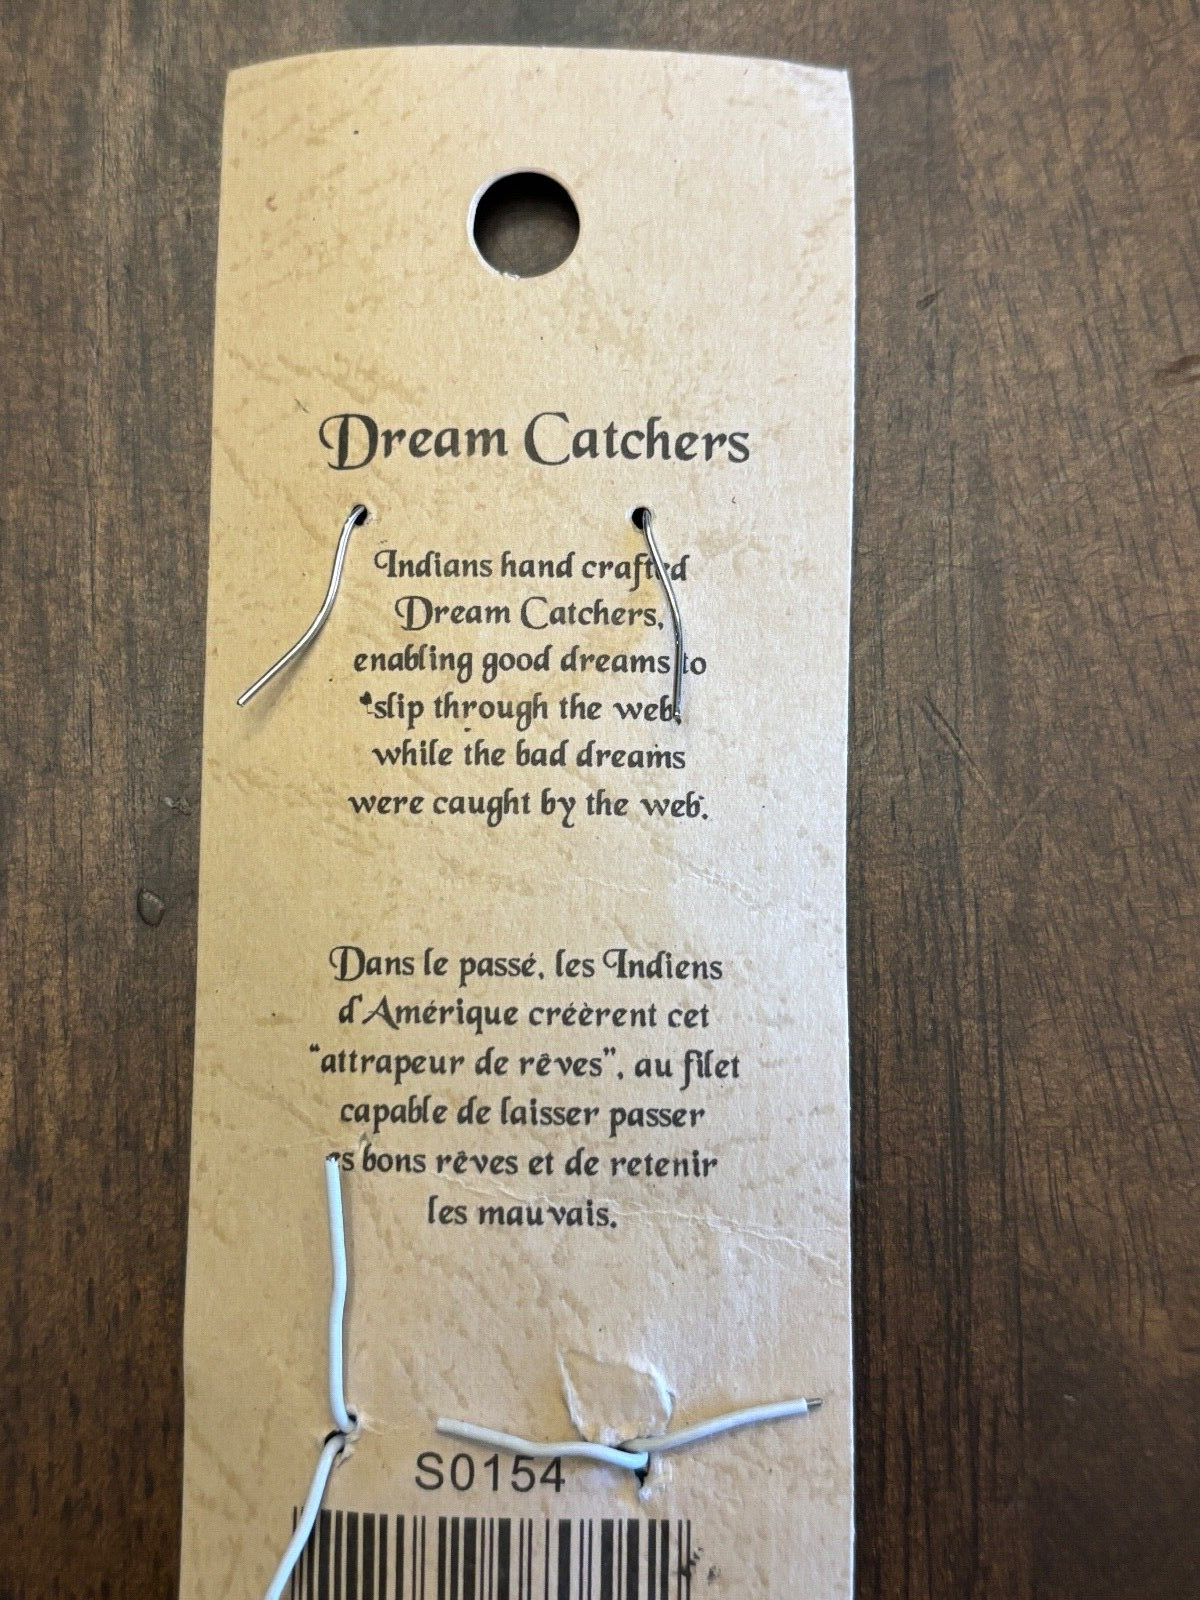 Dream Catchers
Indians hand crafted
Dream Catchers,
enabling good dreams to
slip through the web,
while the bad dreams
were caught by the web.
Dans le passé, les Indiens
d'Amérique créèrent cet
“attrapeur de rêves”, au filet
capable de laisser passer
bons rêves et de retenir
les mauvais.
S0154